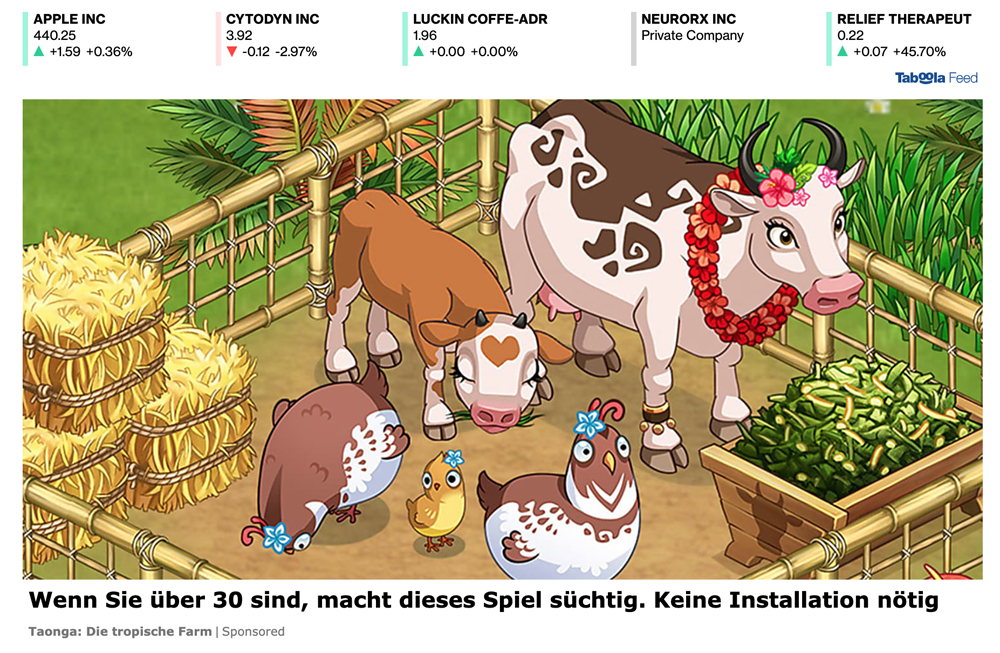 APPLE INC
440.25
+1.59 +0.36%
CYTODYN INC
3.92
-0.12 -2.97%
LUCKIN COFFE-ADR
1.96
+0.00 +0.00%
NEURORX INC
Private Company
RELIEF THERAPEUT
0.22
+0.07 +45.70%
Taboola Feed
Wenn Sie über 30 sind, macht dieses Spiel süchtig. Keine Installation nötig
Taonga: Die tropische Farm | Sponsored